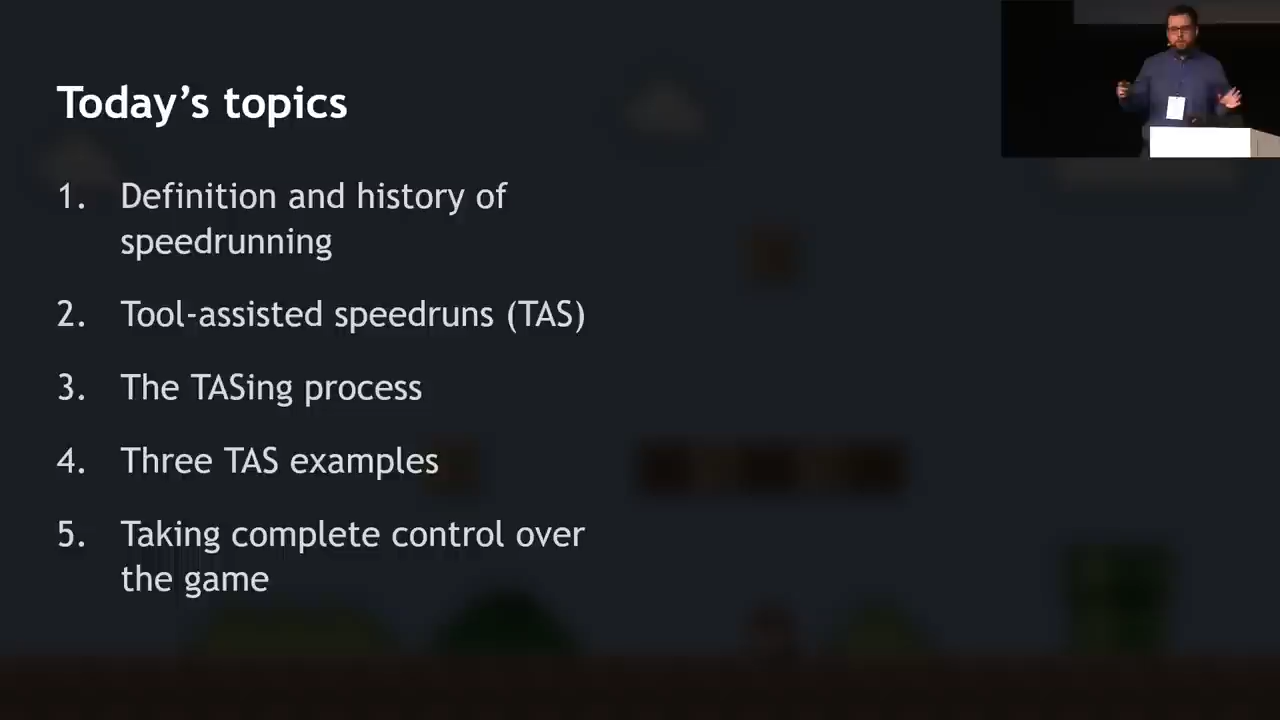 Today’s topics
1. Definition and history of
speedrunning
2. Tool-assisted speedruns (TAS)
3. The TASing process
4. Three TAS examples
5. Taking complete control over
the game